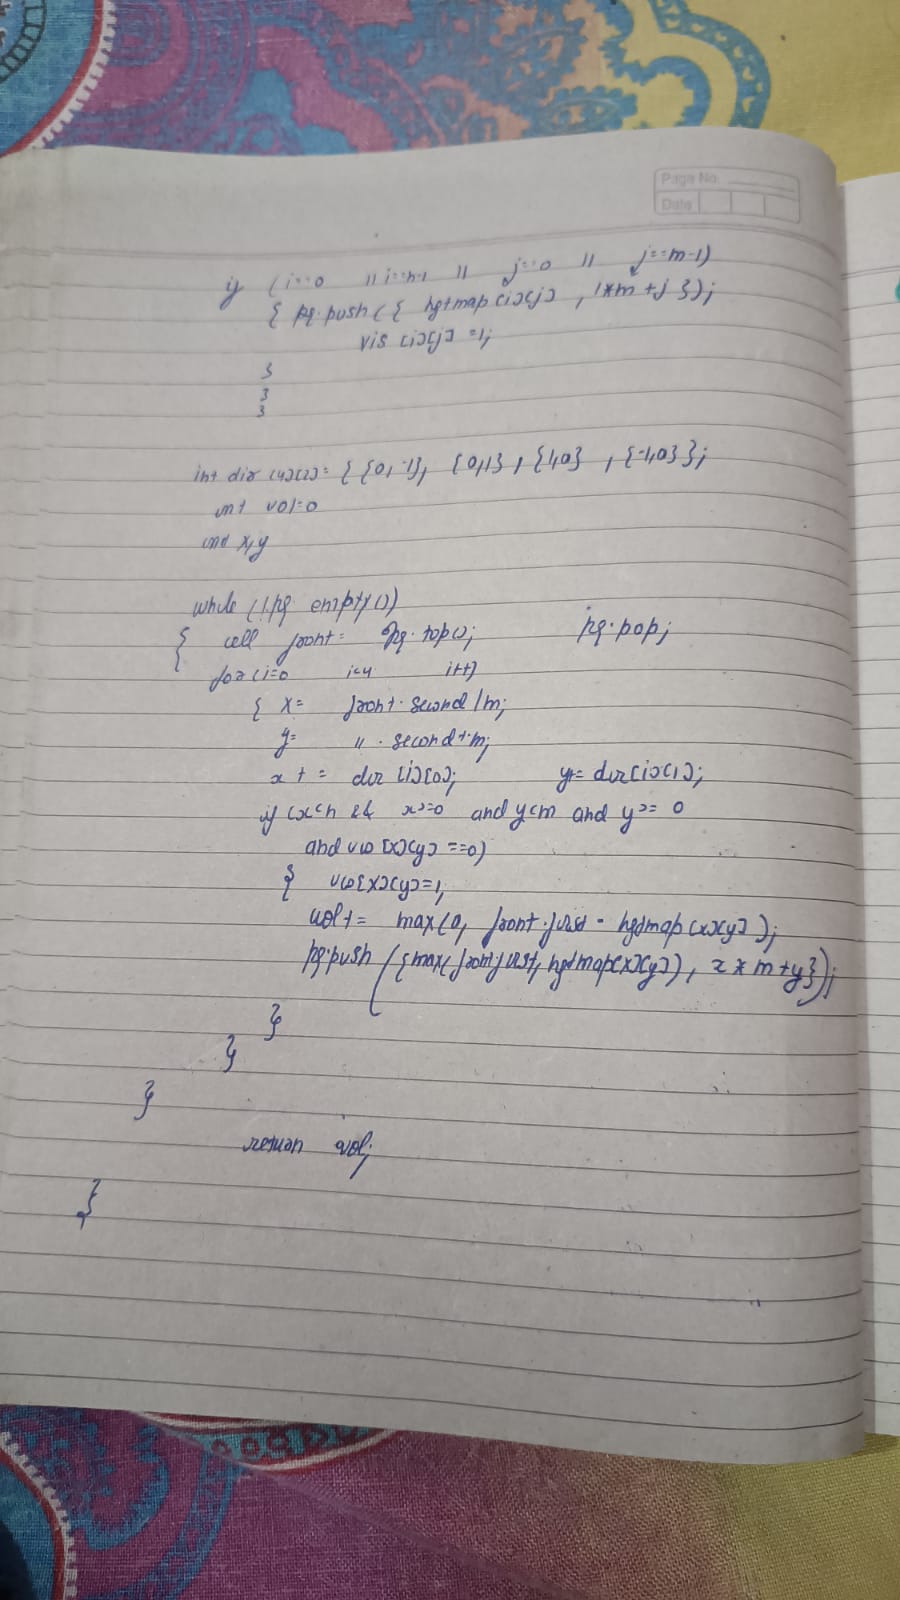 Page No.
Date
if (i==0 || i==n-1 || j==0 || j==m-1)
{ pq.push({ hgtmap[i][j] , i*m+j });
vis[i][j] =1;
}
}
}
int dir[4][2]= { {0,-1}, {0,1} , {1,0} , {-1,0} };
int vol=0
int x,y
while (!pq empty())
{ cell front= pq.top(); pq.pop;
for(i=0 i<4 i++)
{ x= front.second/m;
y= " .second%m;
x += dir[i][0]; y+= dir[i][1];
if (x<n && x>=0 and y<m and y>= 0
and vis[x][y] ==0)
{ vis[x][y]=1;
vol+= max(0, front.first - hgtmap[x][y]);
pq.push({max(front.first, hgtmap[x][y]), x*m+y});
}
}
}
return vol;
}